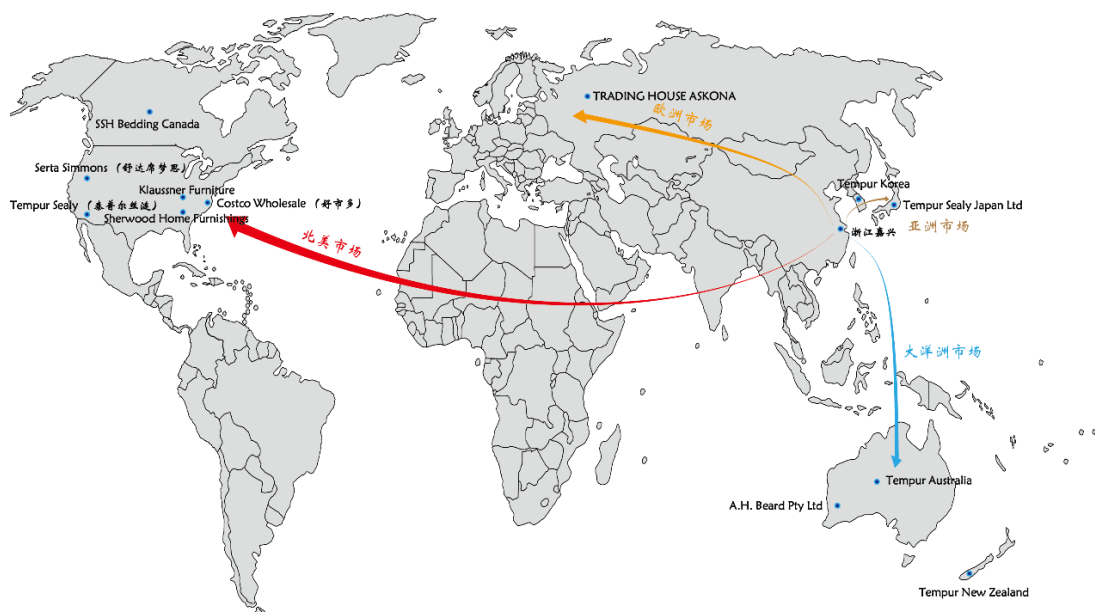 TRADING HOUSE ASKONA
欧洲市场
SSH Bedding Canada
Serta Simmons （舒达席梦思）
Klaussner Furniture
Tempur Sealy （泰普尔丝涟）
Costco Wholesale （好市多）
Sherwood Home Furnishings
北美市场
Tempur Korea
Tempur Sealy Japan Ltd
亚洲市场
浙江嘉兴
大洋洲市场
Tempur Australia
A.H. Beard Pty Ltd
Tempur New Zealand